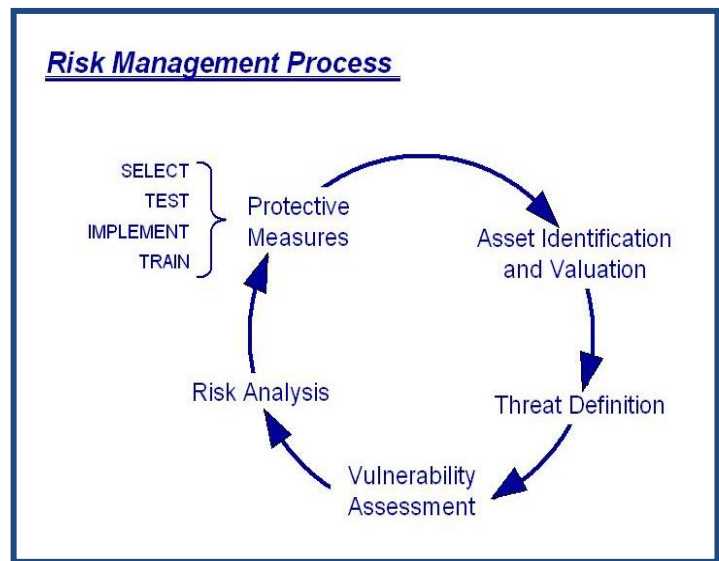 Risk Management Process
SELECT
TEST
IMPLEMENT
TRAIN
Protective
Measures
Asset Identification
and Valuation
Threat Definition
Vulnerability
Assessment
Risk Analysis